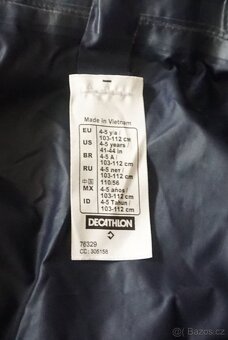 Made in Vietnam
EU 4-5 y/a /
103-112 cm
US 4-5 years /
41-44 in
BR 4-5 A /
103-112 cm
RU 4-5 лет /
103-112 cm
中国 110/56
MX 4-5 años /
103-112 cm
ID 4-5 Tahun /
103-112 cm
DECATHLON
76329
CC: 305158
Bazoš.cz